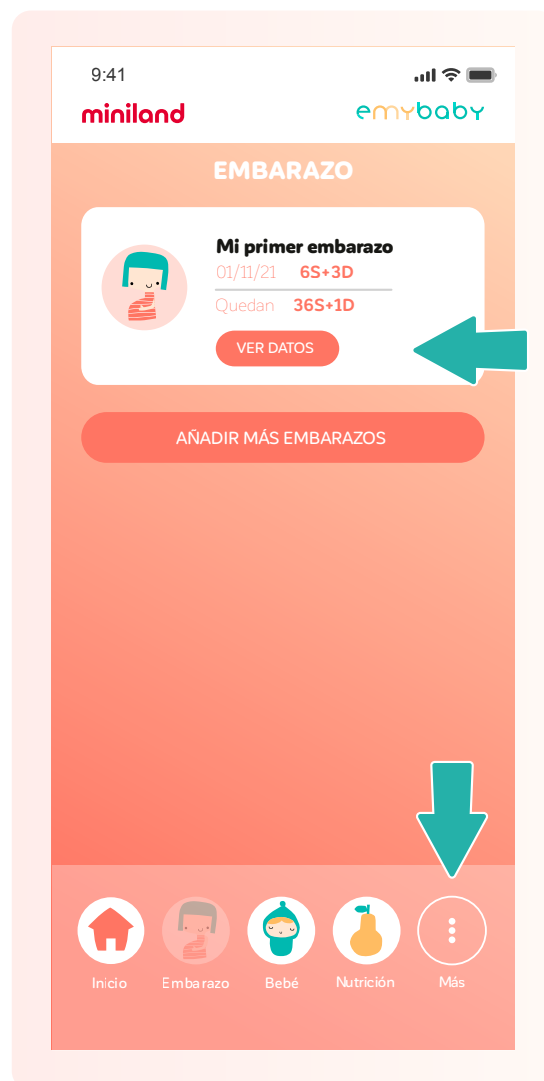 9:41
miniland emybaby
EMBARAZO
Mi primer embarazo
01/11/21 6S+3D
Quedan 36S+1D
VER DATOS
AÑADIR MÁS EMBARAZOS
Inicio Embarazo Bebé Nutrición Más